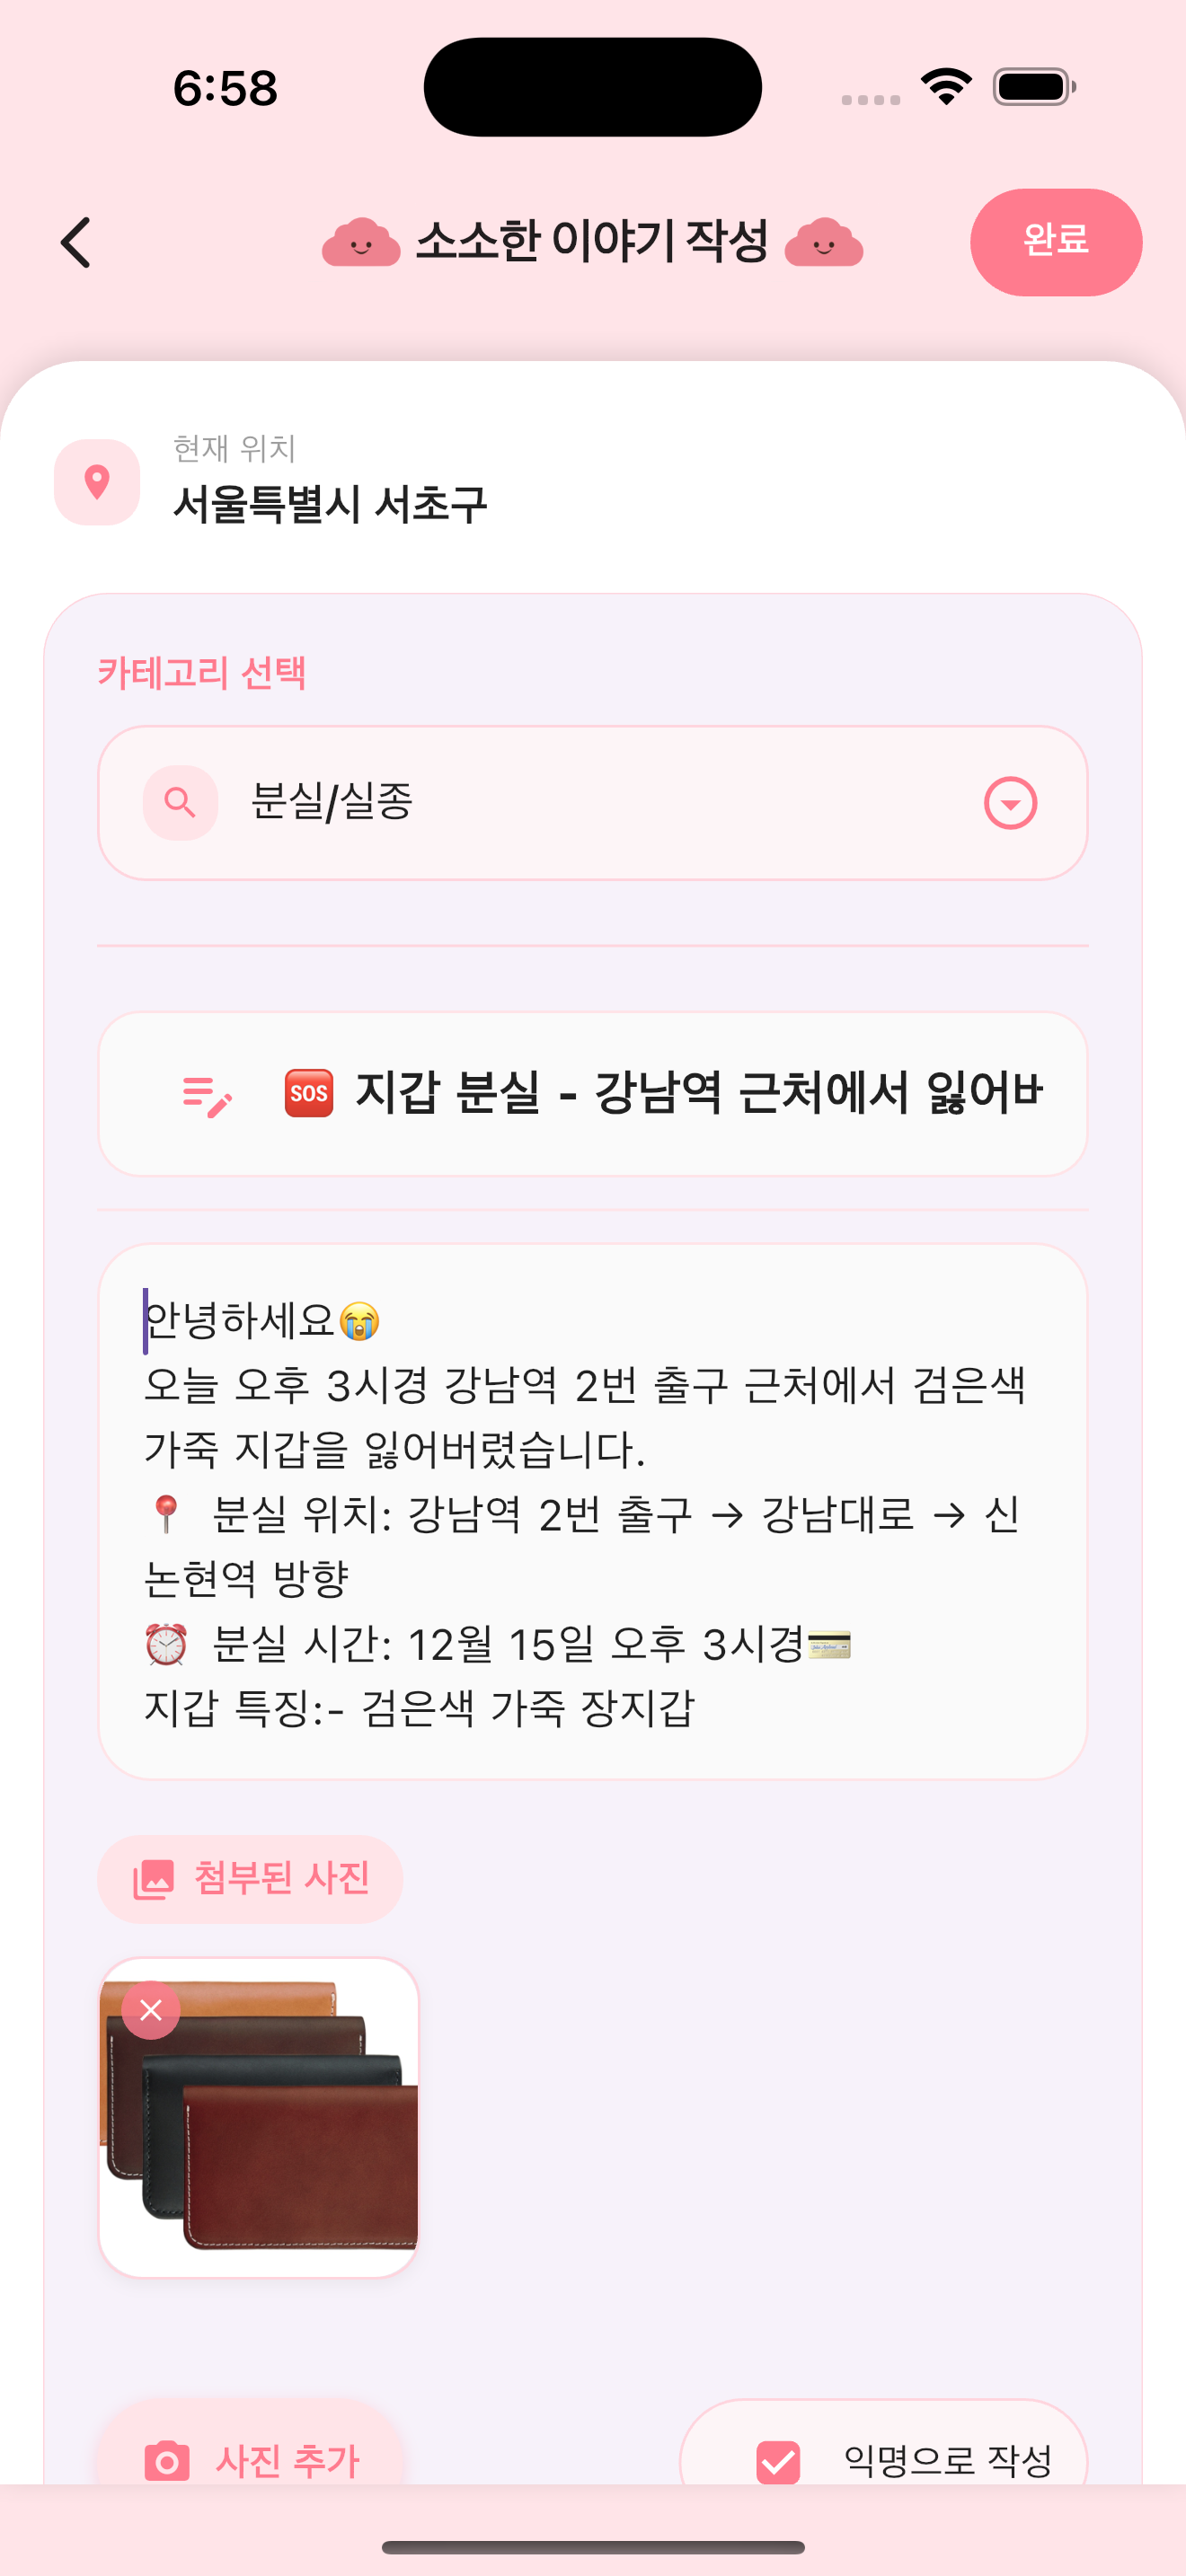 6:58
소소한 이야기 작성
완료
현재 위치
서울특별시 서초구
카테고리 선택
분실/실종
🆘 지갑 분실 - 강남역 근처에서 잃어ㅂ
안녕하세요😭
오늘 오후 3시경 강남역 2번 출구 근처에서 검은색
가죽 지갑을 잃어버렸습니다.
📍 분실 위치: 강남역 2번 출구 → 강남대로 → 신
논현역 방향
⏰ 분실 시간: 12월 15일 오후 3시경💳
지갑 특징:- 검은색 가죽 장지갑
첨부된 사진
사진 추가
익명으로 작성